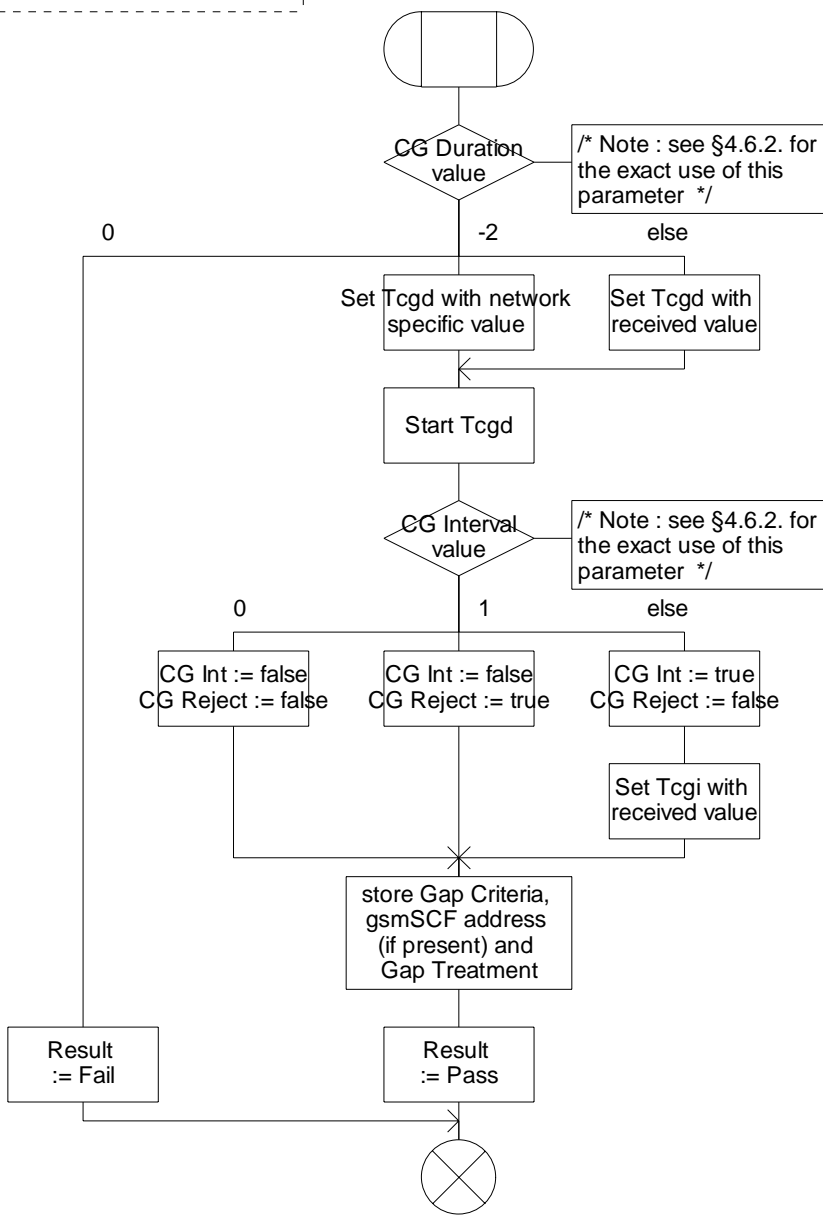 CG Duration
value
/* Note : see §4.6.2. for
the exact use of this
parameter */
0
-2
else
Set Tcgd with network
specific value
Set Tcgd with
received value
Start Tcgd
CG Interval
value
/* Note : see §4.6.2. for
the exact use of this
parameter */
0
1
else
CG Int := false
CG Reject := false
CG Int := false
CG Reject := true
CG Int := true
CG Reject := false
Set Tcgi with
received value
store Gap Criteria,
gsmSCF address
(if present) and
Gap Treatment
Result
:= Fail
Result
:= Pass